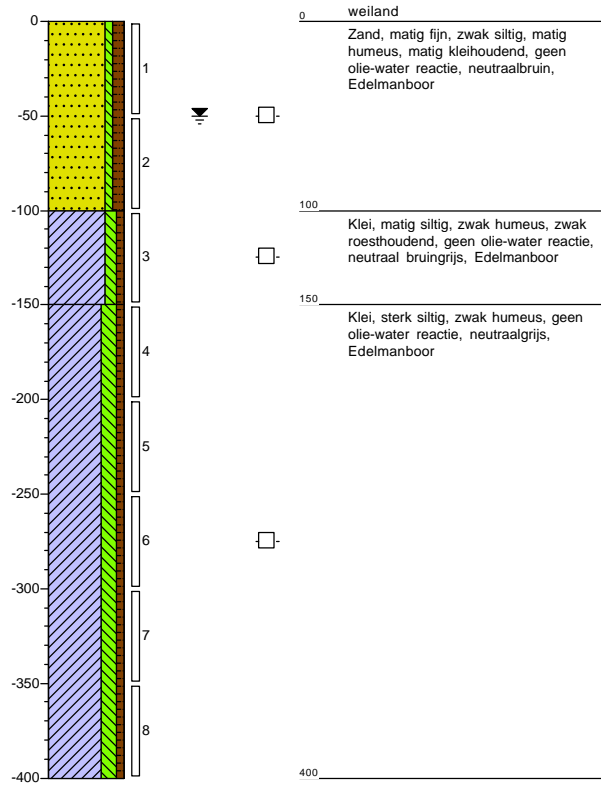 0
-50
-100
-150
-200
-250
-300
-350
-400
1
2
3
4
5
6
7
8
0
weiland
Zand, matig fijn, zwak siltig, matig
humeus, matig kleihoudend, geen
olie-water reactie, neutraalbruin,
Edelmanboor
100
Klei, matig siltig, zwak humeus, zwak
roesthoudend, geen olie-water reactie,
neutraal bruingrijs, Edelmanboor
150
Klei, sterk siltig, zwak humeus, geen
olie-water reactie, neutraalgrijs,
Edelmanboor
400